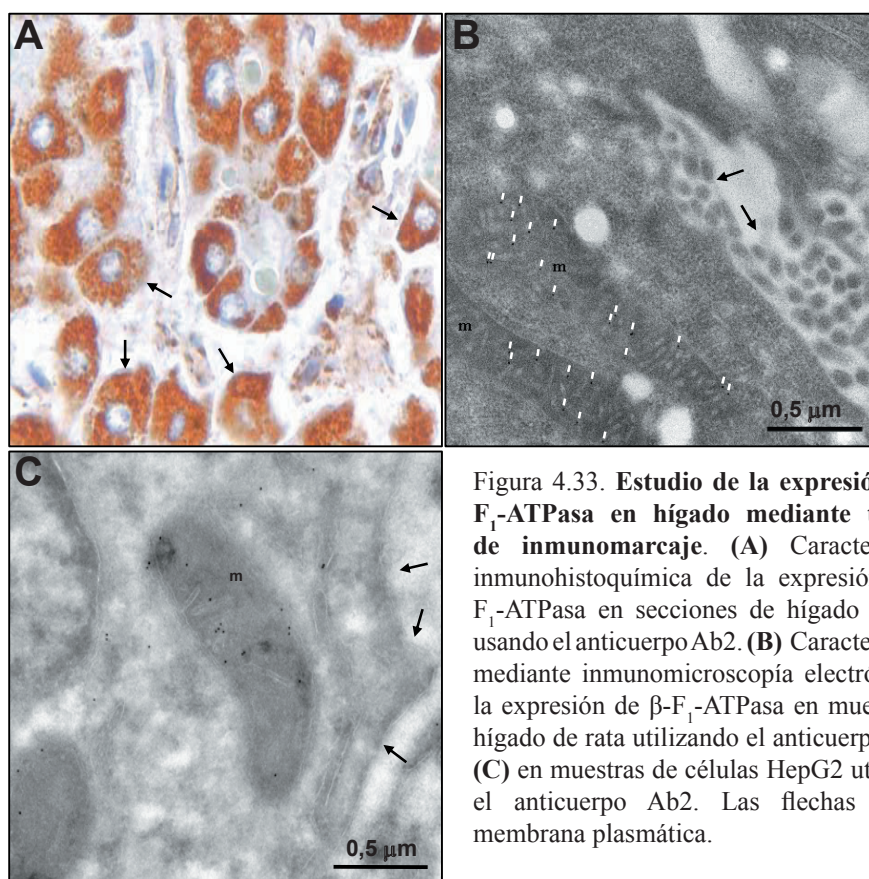 A
B
m
m
0,5 μm
C
m
0,5 μm
Figura 4.33. Estudio de la expresió
F₁-ATPasa en hígado mediante t
de inmunomarcaje. (A) Caracte
inmunohistoquímica de la expresió
F₁-ATPasa en secciones de hígado
usando el anticuerpo Ab2. (B) Caracte
mediante inmunomicroscopía electró
la expresión de β-F₁-ATPasa en mue
hígado de rata utilizando el anticuerp
(C) en muestras de células HepG2 ut
el anticuerpo Ab2. Las flechas
membrana plasmática.